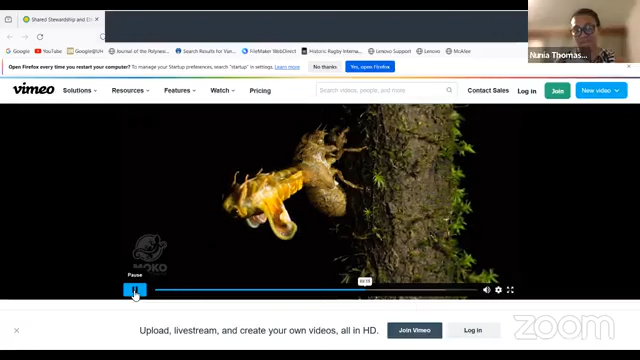 Shared Stewardship and En
Google
YouTube
Google@UH
Journal of the Polynes
Search Results for Van
FileMaker WebDirect
Historic Rugby Interna
Lenovo Support
Lenovo
McAfee
Nunia Thomas...
Open Firefox every time you restart your computer? To manage your Startup preferences, search "startup" in settings. Learn more
No thanks
Yes, open Firefox
vimeo
Solutions
Resources
Features
Watch
Pricing
Search videos, people, and more
Contact Sales
Log in
Join
New video
MOKO
Pause
Upload, livestream, and create your own videos, all in HD.
Join Vimeo
Log in
zoom